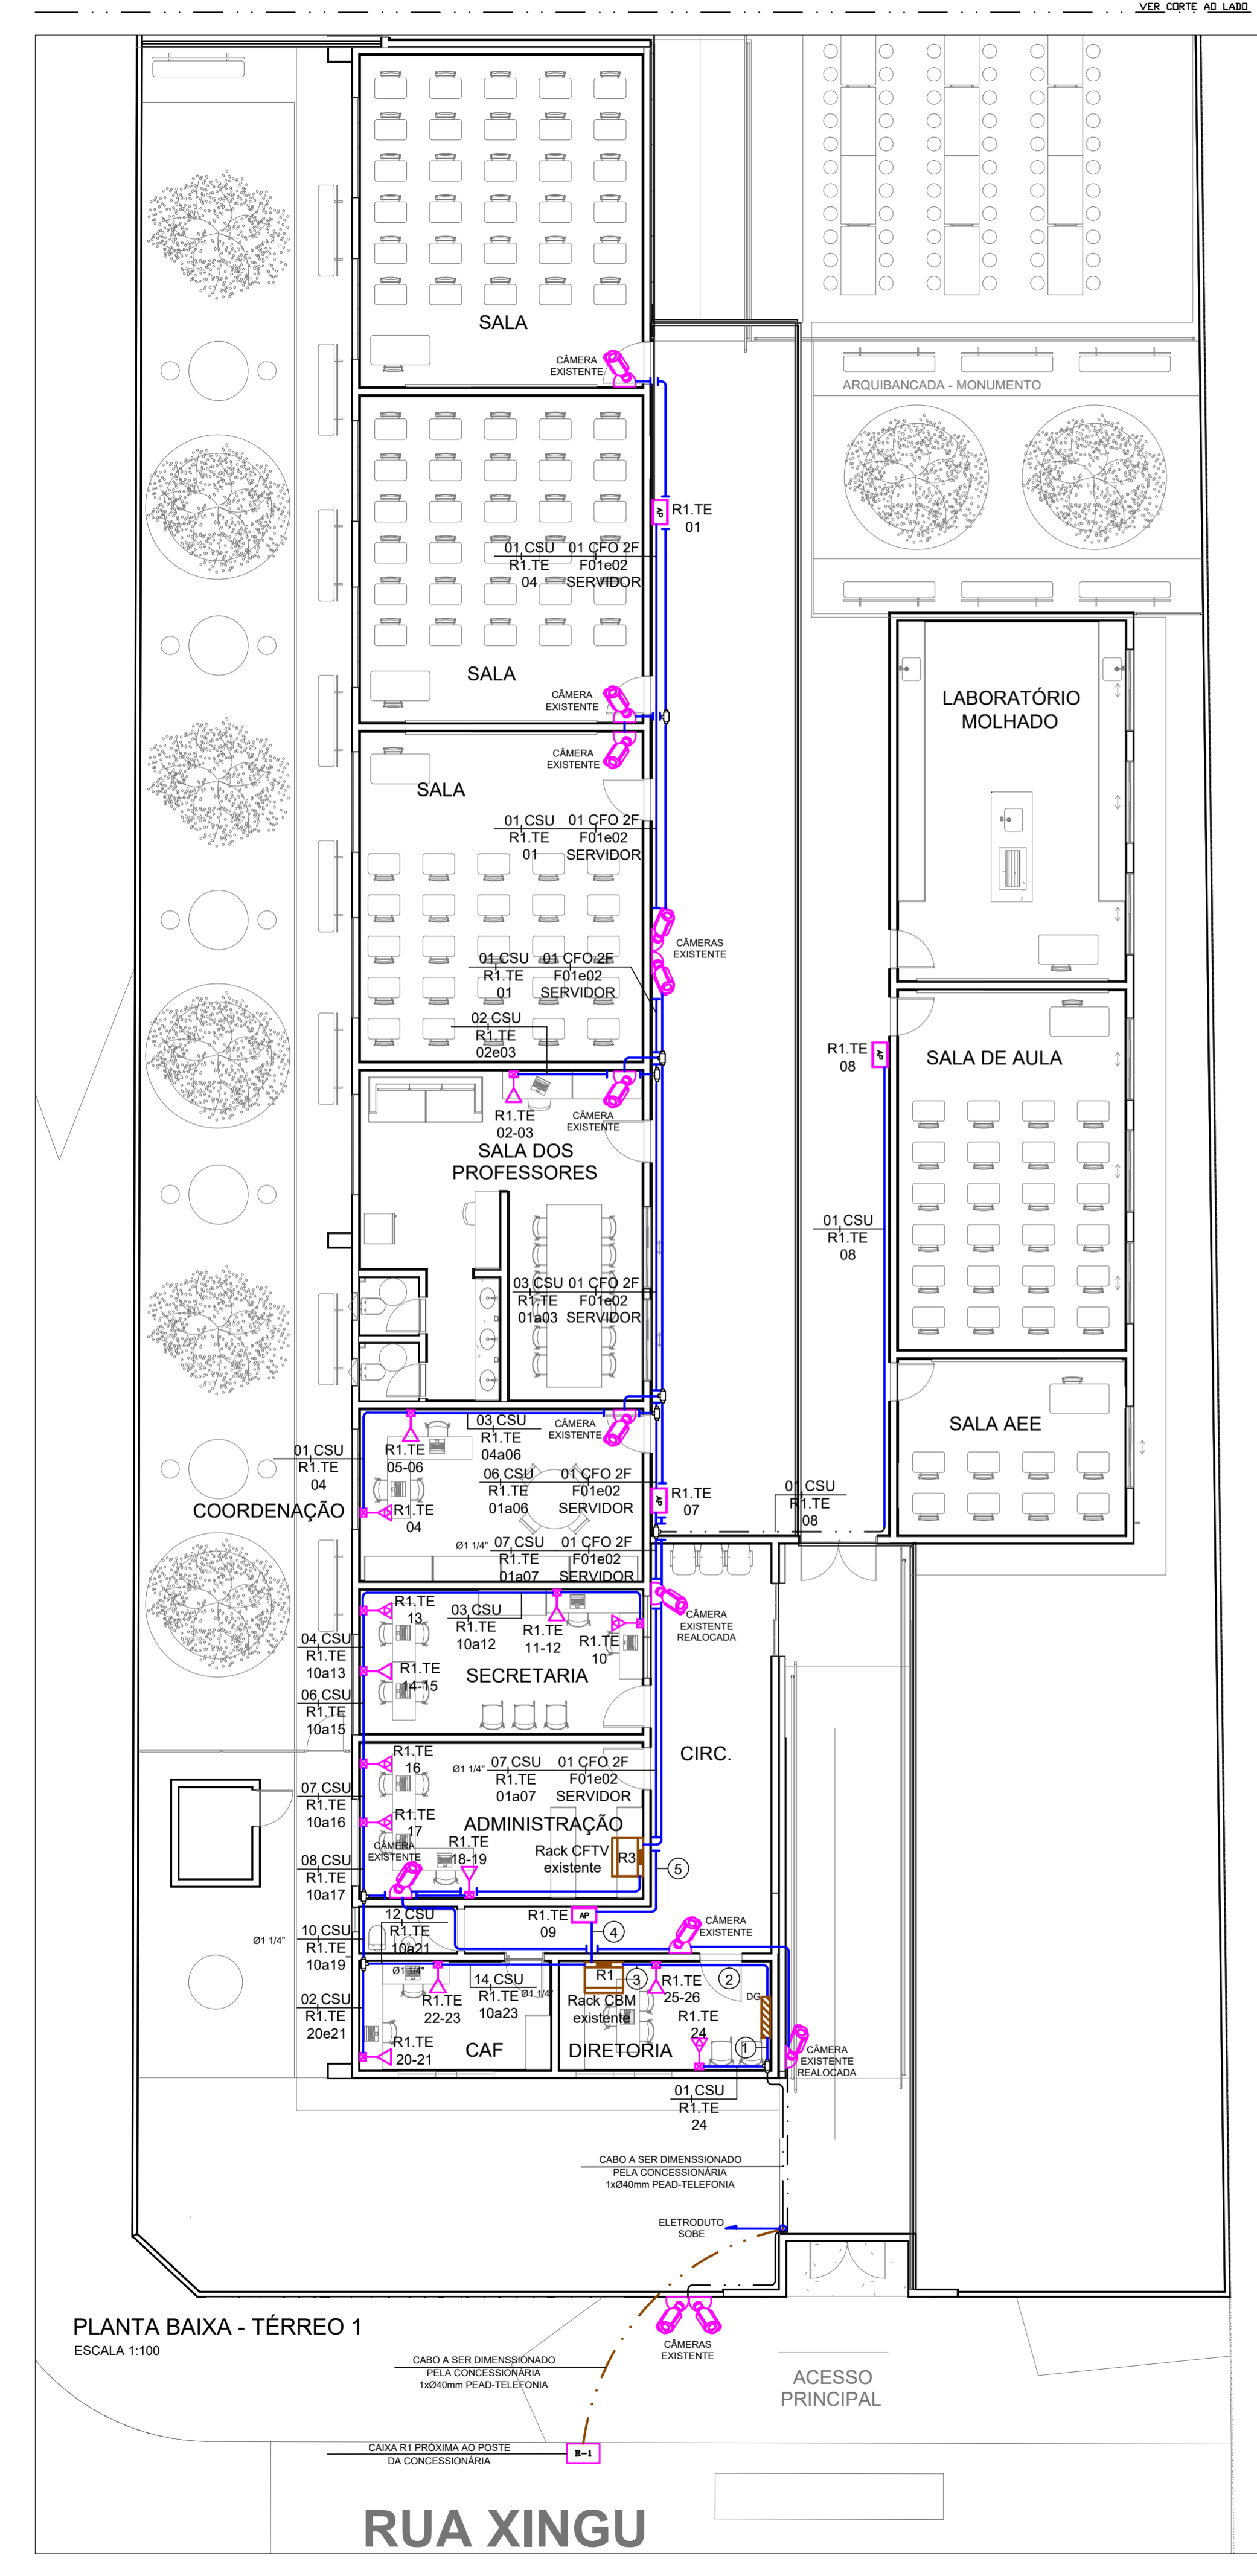 VER CORTE AO LADO
SALA
CÂMERA
EXISTENTE
ARQUIBANCADA - MONUMENTO
AP
R1.TE
01
01 CSU
R1.TE
04
01 CFO 2F
F01e02
SERVIDOR
SALA
CÂMERA
EXISTENTE
LABORATÓRIO
MOLHADO
CÂMERA
EXISTENTE
SALA
01 CSU
R1.TE
01
01 CFO 2F
F01e02
SERVIDOR
CÂMERAS
EXISTENTE
01 CSU
R1.TE
01
01 CFO 2F
F01e02
SERVIDOR
02 CSU
R1.TE
02e03
R1.TE
08
AP
SALA DE AULA
R1.TE
02-03
CÂMERA
EXISTENTE
SALA DOS
PROFESSORES
01 CSU
R1.TE
08
03 CSU
R1.TE
01a03
01 CFO 2F
F01e02
SERVIDOR
SALA AEE
03 CSU
R1.TE
04a06
CÂMERA
EXISTENTE
01 CSU
R1.TE
04
R1.TE
05-06
COORDENAÇÃO
R1.TE
04
06 CSU
R1.TE
01a06
01 CFO 2F
F01e02
SERVIDOR
AP
R1.TE
07
01 CSU
R1.TE
08
Ø1 1/4"
07 CSU
R1.TE
01a07
01 CFO 2F
F01e02
SERVIDOR
R1.TE
13
03 CSU
R1.TE
10a12
R1.TE
11-12
R1.TE
10
CÂMERA
EXISTENTE
REALOCADA
04 CSU
R1.TE
10a13
R1.TE
14-15
SECRETARIA
06 CSU
R1.TE
10a15
CIRC.
R1.TE
16
Ø1 1/4"
07 CSU
R1.TE
01a07
01 CFO 2F
F01e02
SERVIDOR
07 CSU
R1.TE
10a16
R1.TE
17
ADMINISTRAÇÃO
CÂMERA
EXISTENTE
R1.TE
18-19
Rack CFTV
existente
R3
5
08 CSU
R1.TE
10a17
12 CSU
R1.TE
10a21
Ø1 1/4"
R1.TE
09
AP
4
CÂMERA
EXISTENTE
10 CSU
R1.TE
10a19
Ø1 1/4"
R1
3
2
14 CSU
R1.TE
10a23
Ø1 1/4"
Rack CBM
existente
R1.TE
25-26
DG
02 CSU
R1.TE
20e21
R1.TE
22-23
R1.TE
24
R1.TE
20-21
CAF
DIRETORIA
1
CÂMERA
EXISTENTE
REALOCADA
01 CSU
R1.TE
24
CABO A SER DIMENSSIONADO
PELA CONCESSIONÁRIA
1xØ40mm PEAD-TELEFONIA
ELETRODUTO
SOBE
PLANTA BAIXA - TÉRREO 1
ESCALA 1:100
CÂMERAS
EXISTENTE
CABO A SER DIMENSSIONADO
PELA CONCESSIONÁRIA
1xØ40mm PEAD-TELEFONIA
ACESSO
PRINCIPAL
CAIXA R1 PRÓXIMA AO POSTE
DA CONCESSIONÁRIA
R-1
RUA XINGU